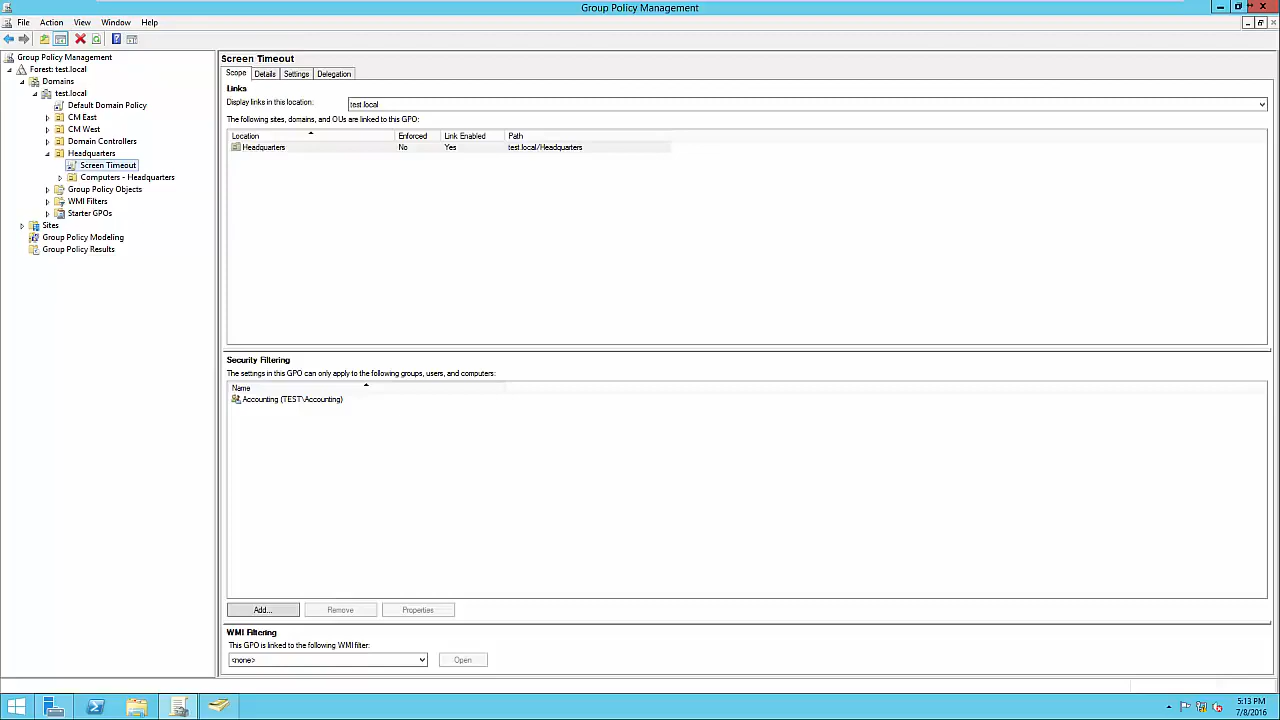 Group Policy Management
File Action View Window Help
Group Policy Management
Forest: test.local
Domains
test.local
Default Domain Policy
CM East
CM West
Domain Controllers
Headquarters
Screen Timeout
Computers - Headquarters
Group Policy Objects
WMI Filters
Starter GPOs
Sites
Group Policy Modeling
Group Policy Results
Screen Timeout
Scope Details Settings Delegation
Links
Display links in this location: test.local
The following sites, domains, and OUs are linked to this GPO:
Location Enforced Link Enabled Path
Headquarters No Yes test.local/Headquarters
Security Filtering
The settings in this GPO can only apply to the following groups, users, and computers:
Name
Accounting (TEST\Accounting)
Add... Remove Properties
WMI Filtering
This GPO is linked to the following WMI filter:
<none> Open
5:13 PM
7/8/2016